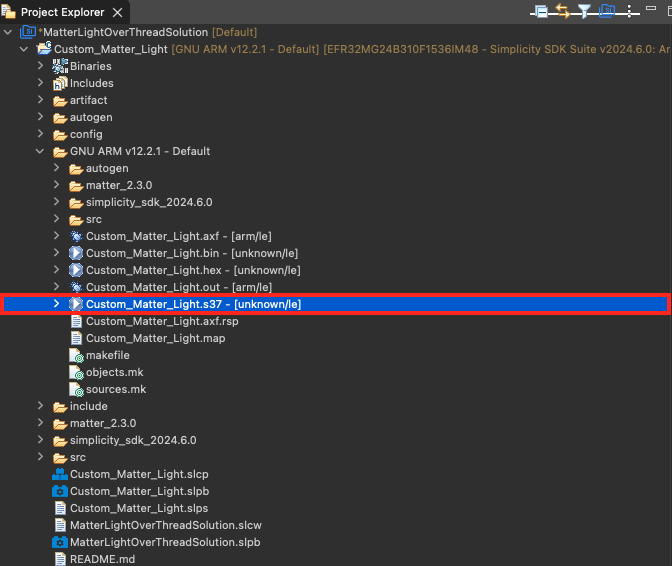 Project Explorer
*MatterLightOverThreadSolution [Default]
Custom_Matter_Light [GNU ARM v12.2.1 - Default] [EFR32MG24B310F1536IM48 - Simplicity SDK Suite v2024.6.0: Ar
Binaries
Includes
artifact
autogen
config
GNU ARM v12.2.1 - Default
autogen
matter_2.3.0
simplicity_sdk_2024.6.0
src
Custom_Matter_Light.axf - [arm/le]
Custom_Matter_Light.bin - [unknown/le]
Custom_Matter_Light.hex - [unknown/le]
Custom_Matter_Light.out - [arm/le]
Custom_Matter_Light.s37 - [unknown/le]
Custom_Matter_Light.axf.rsp
Custom_Matter_Light.map
makefile
objects.mk
sources.mk
include
matter_2.3.0
simplicity_sdk_2024.6.0
src
Custom_Matter_Light.slcp
Custom_Matter_Light.slpb
Custom_Matter_Light.slps
MatterLightOverThreadSolution.slcw
MatterLightOverThreadSolution.slpb
README.md